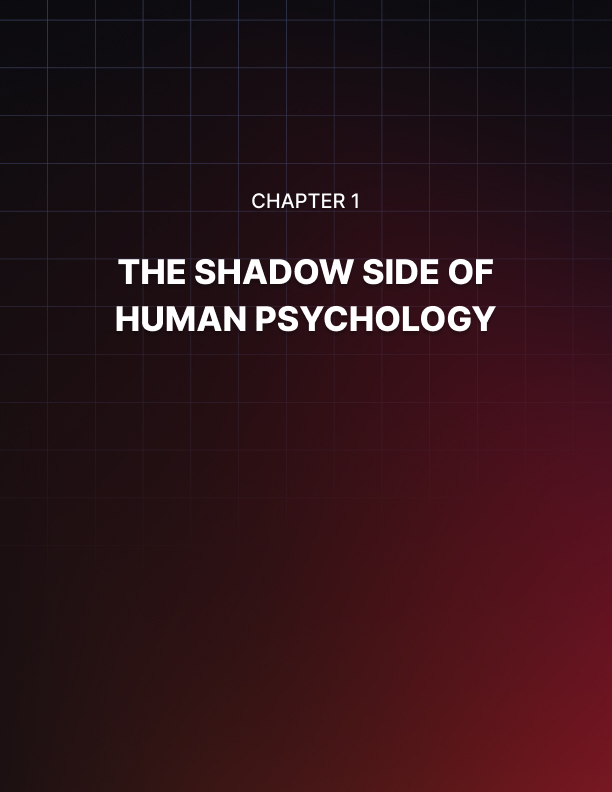 CHAPTER 1
THE SHADOW SIDE OF
HUMAN PSYCHOLOGY